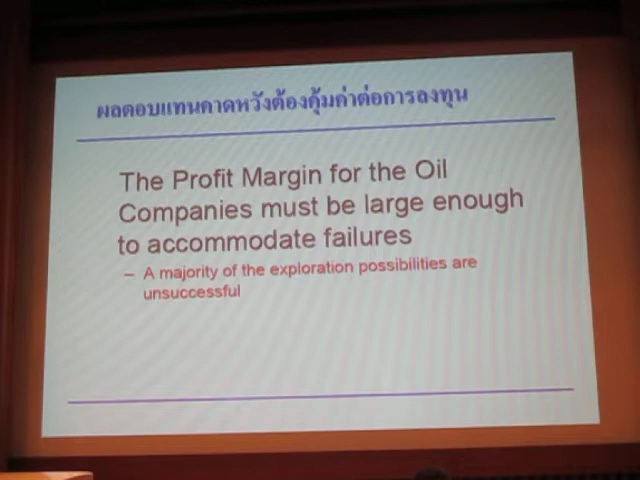 ผลตอบแทนคาดหวังต้องคุ้มค่าต่อการลงทุน
The Profit Margin for the Oil
Companies must be large enough
to accommodate failures
– A majority of the exploration possibilities are
unsuccessful